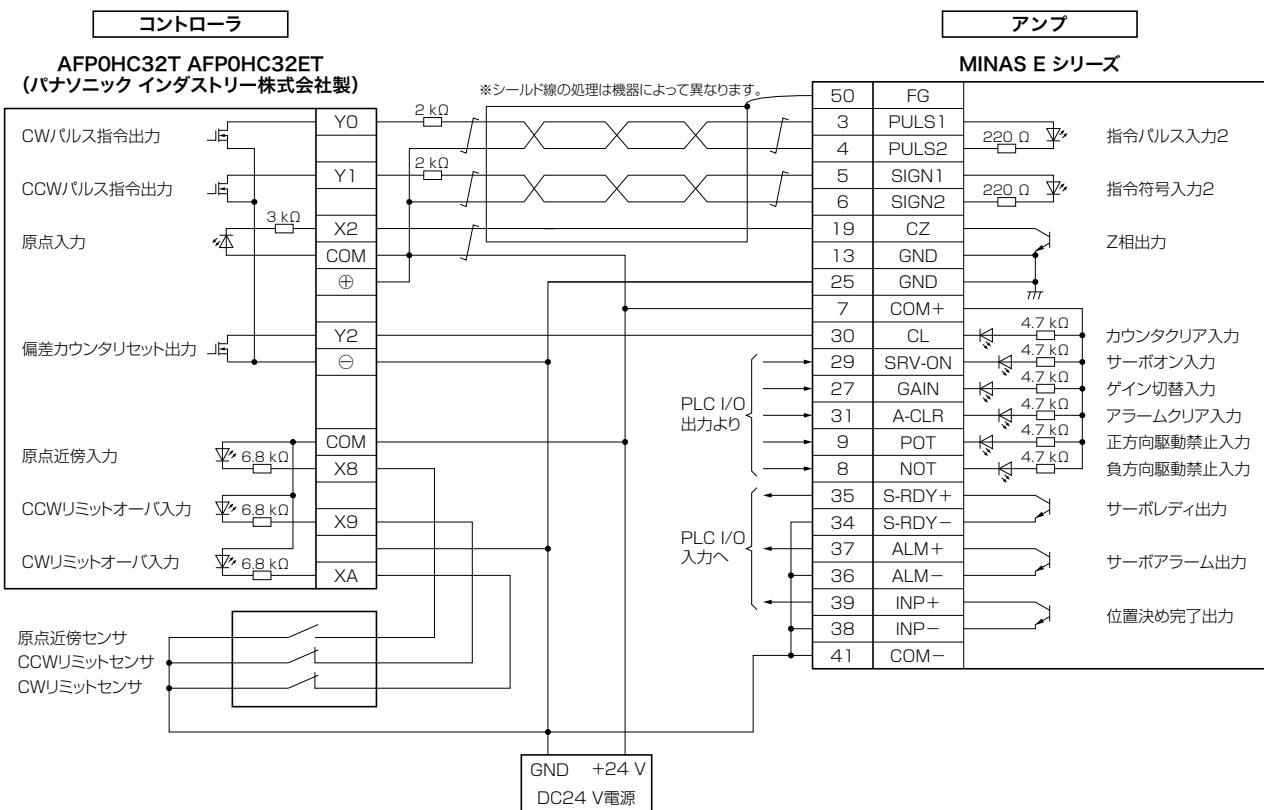 コントローラ
アンプ
AFP0HC32T AFP0HC32ET
(パナソニック インダストリー株式会社製)
MINAS E シリーズ
※シールド線の処理は機器によって異なります。
CWパルス指令出力
CCWパルス指令出力
原点入力
3 kΩ
偏差カウンタリセット出力
原点近傍入力
6.8 kΩ
CCWリミットオーバ入力
6.8 kΩ
CWリミットオーバ入力
6.8 kΩ
Y0
Y1
X2
COM
⊕
Y2
⊖
COM
X8
X9
XA
2 kΩ
2 kΩ
原点近傍センサ
CCWリミットセンサ
CWリミットセンサ
GND +24 V
DC24 V電源
PLC I/O
出力より
PLC I/O
入力へ
50 FG
3 PULS1
4 PULS2
220 Ω
指令パルス入力2
5 SIGN1
6 SIGN2
220 Ω
指令符号入力2
19 CZ
Z相出力
13 GND
25 GND
7 COM+
30 CL 4.7 kΩ カウンタクリア入力
29 SRV-ON 4.7 kΩ サーボオン入力
27 GAIN 4.7 kΩ ゲイン切替入力
31 A-CLR 4.7 kΩ アラームクリア入力
9 POT 4.7 kΩ 正方向駆動禁止入力
8 NOT 4.7 kΩ 負方向駆動禁止入力
35 S-RDY+
34 S-RDY−
サーボレディ出力
37 ALM+
36 ALM−
サーボアラーム出力
39 INP+
38 INP−
位置決め完了出力
41 COM−